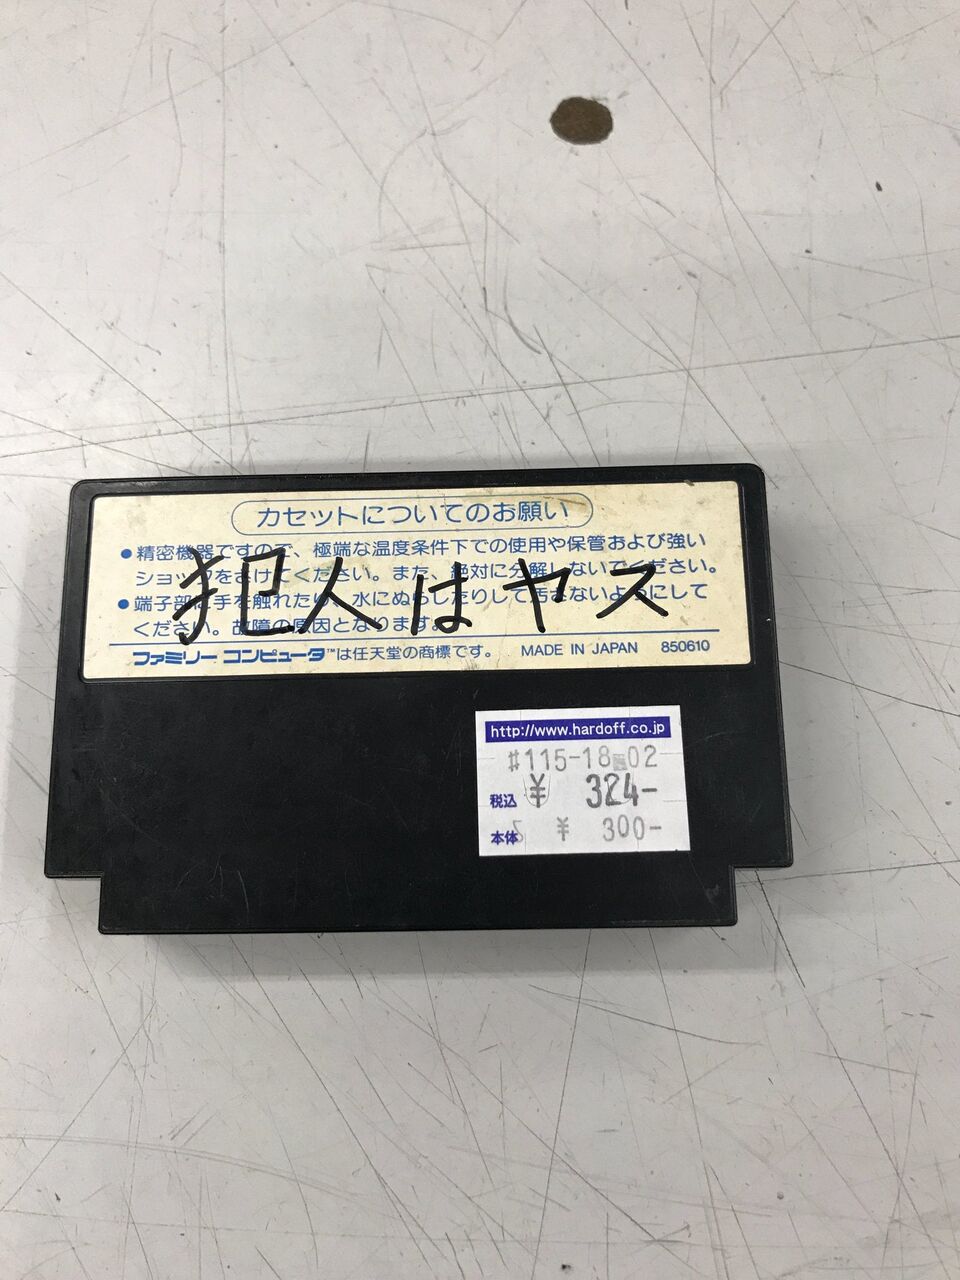 カセットについてのお願い
●精密機器ですので、極端な温度条件下での使用や保管および強い
ショックをさけてください。また、絶対に分解しないでください。
●端子部に手を触れたり、水にぬらしたりして汚さないようにして
ください。故障の原因となります。
犯人はヤス
ファミリーコンピュータ™は任天堂の商標です。 MADE IN JAPAN 850610
http://www.hardoff.co.jp
#115-18-02
税込 ¥ 324-
本体 ¥ 300-